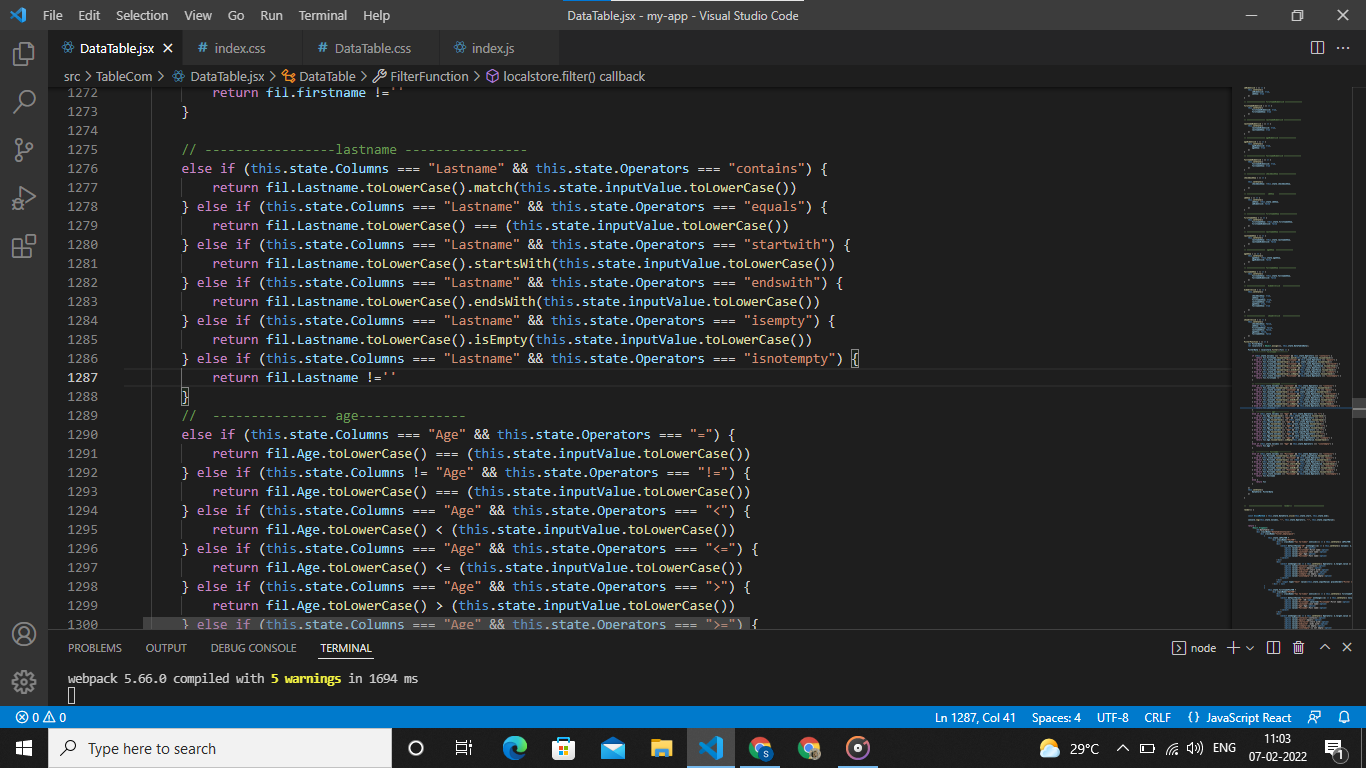 File Edit Selection View Go Run Terminal Help DataTable.jsx - my-app - Visual Studio Code
DataTable.jsx # index.css # DataTable.css index.js
src > TableCom > DataTable.jsx > DataTable > FilterFunction > localstore.filter() callback
1272 return fil.firstname !=''
1273 }
1274
1275 // -----------------lastname ----------------
1276 else if (this.state.Columns === "Lastname" && this.state.Operators === "contains") {
1277 return fil.Lastname.toLowerCase().match(this.state.inputValue.toLowerCase())
1278 } else if (this.state.Columns === "Lastname" && this.state.Operators === "equals") {
1279 return fil.Lastname.toLowerCase() === (this.state.inputValue.toLowerCase())
1280 } else if (this.state.Columns === "Lastname" && this.state.Operators === "startwith") {
1281 return fil.Lastname.toLowerCase().startsWith(this.state.inputValue.toLowerCase())
1282 } else if (this.state.Columns === "Lastname" && this.state.Operators === "endswith") {
1283 return fil.Lastname.toLowerCase().endsWith(this.state.inputValue.toLowerCase())
1284 } else if (this.state.Columns === "Lastname" && this.state.Operators === "isempty") {
1285 return fil.Lastname.toLowerCase().isEmpty(this.state.inputValue.toLowerCase())
1286 } else if (this.state.Columns === "Lastname" && this.state.Operators === "isnotempty") {
1287 return fil.Lastname !=''
1288 }
1289 // --------------- age--------------
1290 else if (this.state.Columns === "Age" && this.state.Operators === "=") {
1291 return fil.Age.toLowerCase() === (this.state.inputValue.toLowerCase())
1292 } else if (this.state.Columns != "Age" && this.state.Operators === "!=") {
1293 return fil.Age.toLowerCase() === (this.state.inputValue.toLowerCase())
1294 } else if (this.state.Columns === "Age" && this.state.Operators === "<") {
1295 return fil.Age.toLowerCase() < (this.state.inputValue.toLowerCase())
1296 } else if (this.state.Columns === "Age" && this.state.Operators === "<=") {
1297 return fil.Age.toLowerCase() <= (this.state.inputValue.toLowerCase())
1298 } else if (this.state.Columns === "Age" && this.state.Operators === ">") {
1299 return fil.Age.toLowerCase() > (this.state.inputValue.toLowerCase())
1300 } else if (this.state.Columns === "Age" && this.state.Operators === ">=") {
PROBLEMS OUTPUT DEBUG CONSOLE TERMINAL node
webpack 5.66.0 compiled with 5 warnings in 1694 ms
0 0 Ln 1287, Col 41 Spaces: 4 UTF-8 CRLF {} JavaScript React
Type here to search 29°C ENG 11:03
07-02-2022 1